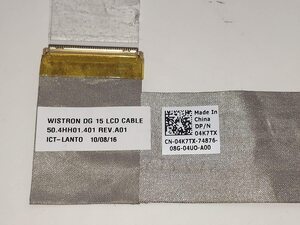 WISTRON DG 15 LCD CABLE
50.4HH01.401 REV.A01
ICT-LANTO 10/08/16
Made In
China
DP/N
04K7TX
CN-04K7TX-74876-
08G-04UO-A00